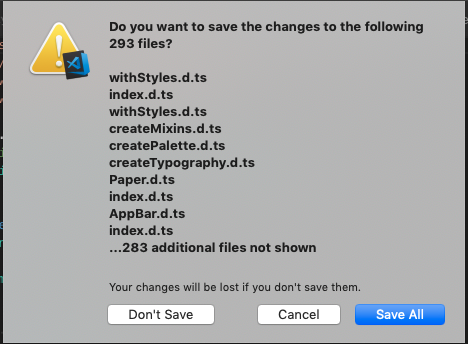 Do you want to save the changes to the following
293 files?
withStyles.d.ts
index.d.ts
withStyles.d.ts
createMixins.d.ts
createPalette.d.ts
createTypography.d.ts
Paper.d.ts
index.d.ts
AppBar.d.ts
index.d.ts
...283 additional files not shown
Your changes will be lost if you don't save them.
Don't Save
Cancel
Save All